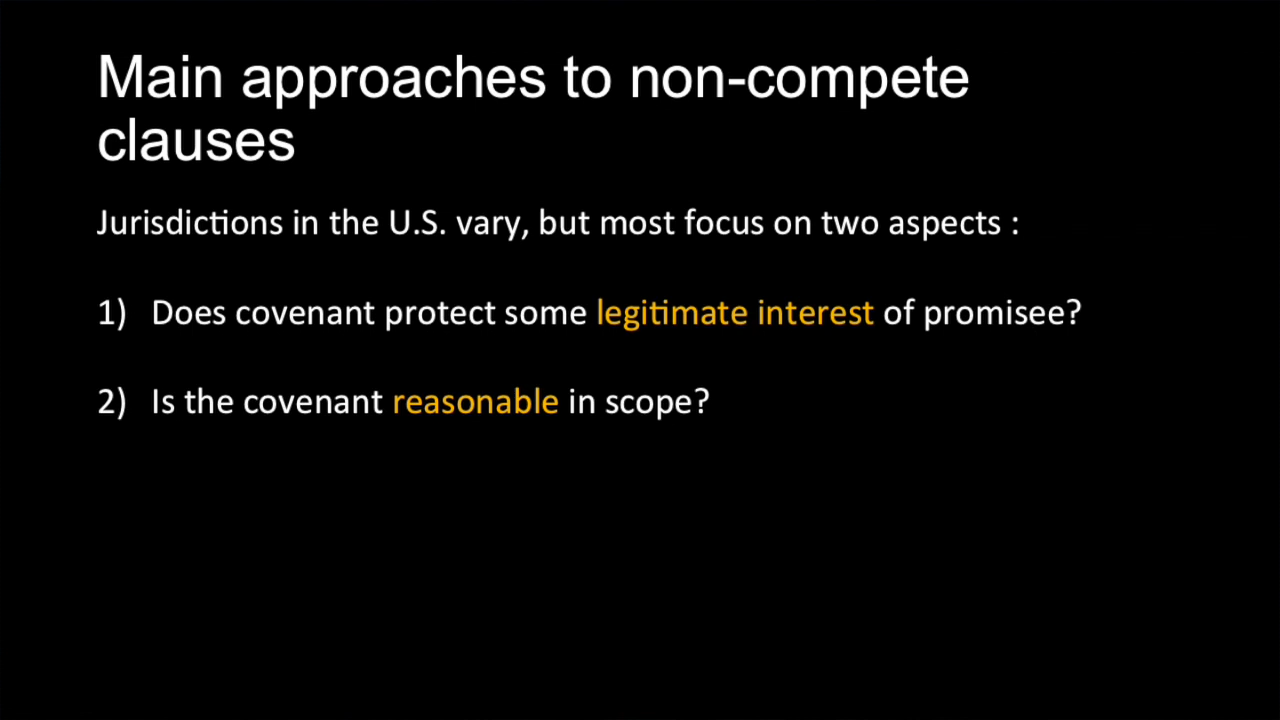 Main approaches to non-compete
clauses
Jurisdictions in the U.S. vary, but most focus on two aspects :
1) Does covenant protect some legitimate interest of promisee?
2) Is the covenant reasonable in scope?